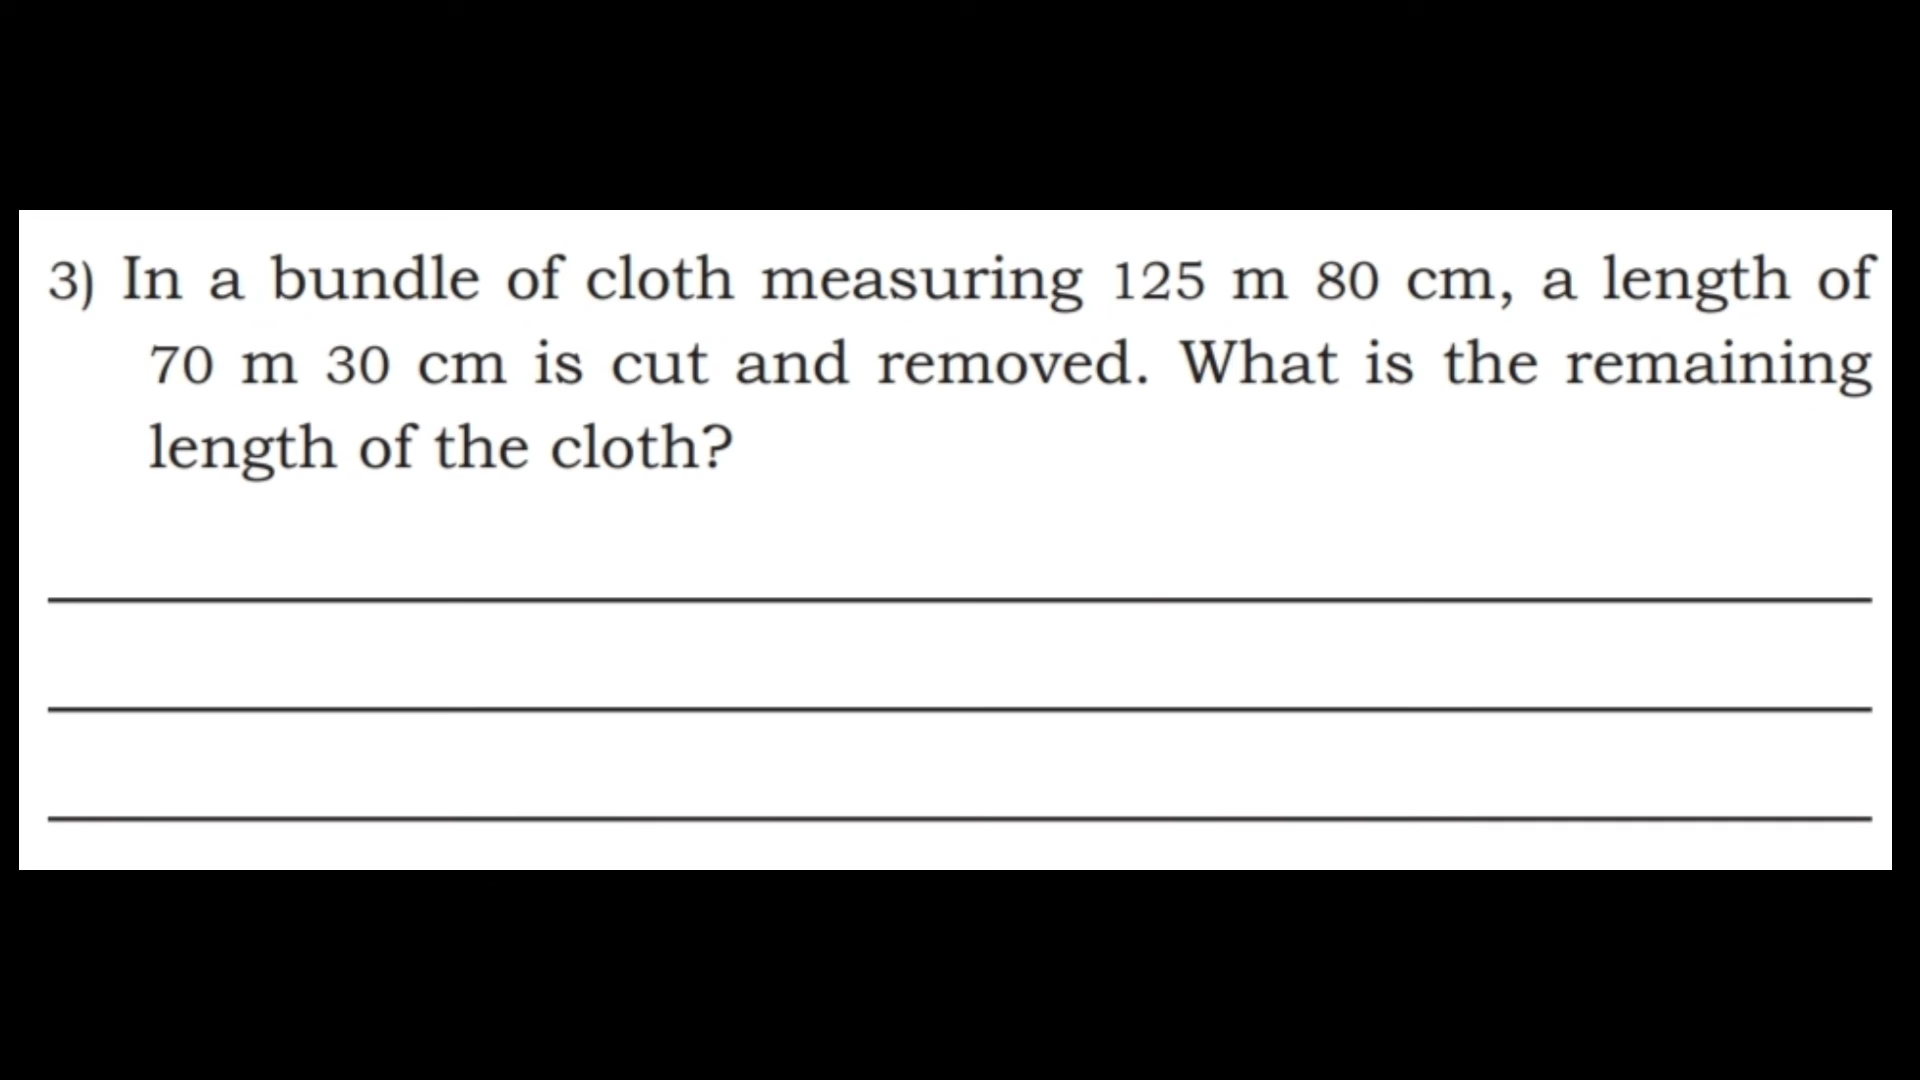 3) In a bundle of cloth measuring 125 m 80 cm, a length of
70 m 30 cm is cut and removed. What is the remaining
length of the cloth?